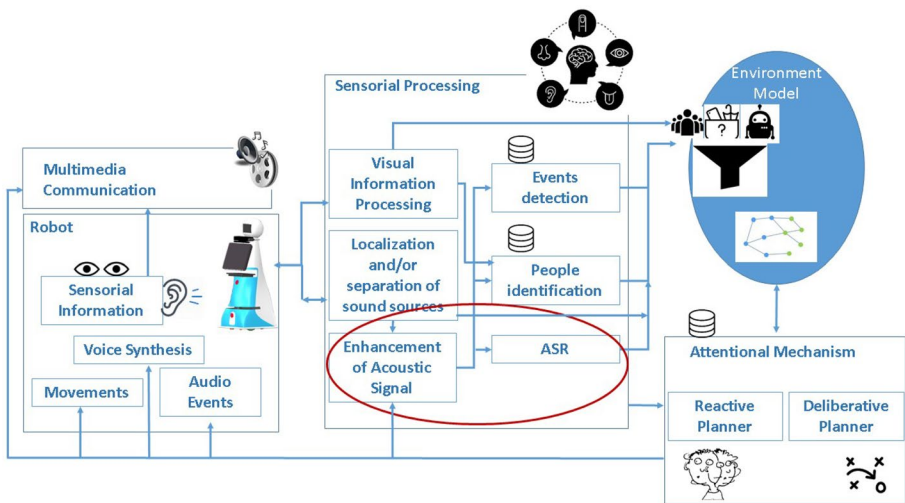 Sensorial Processing
Environment
Model
Multimedia
Communication
Visual
Information
Processing
Events
detection
Robot
Localization
and/or
separation of
sound sources
People
identification
Sensorial
Information
Voice Synthesis
Enhancement
of Acoustic
Signal
ASR
Attentional Mechanism
Movements
Audio
Events
Reactive
Planner
Deliberative
Planner
?
x
x
o